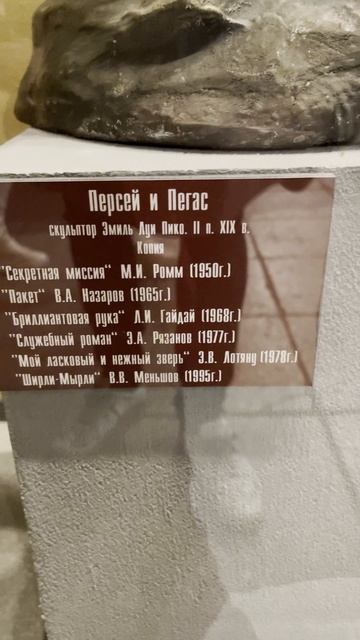 Персей и Пегас
скульптор Эмиль Луи Пико. II п. XIX в.
Копия
"Секретная миссия" М.И. Ромм (1950г.)
"Пакет" В.А. Назаров (1965г.)
"Бриллиантовая рука" Л.И. Гайдай (1968г.)
"Служебный роман" Э.А. Рязанов (1977г.)
"Мой ласковый и нежный зверь" Э.В. Лотяну (1978г.)
"Ширли-Мырли" В.В. Меньшов (1995г.)